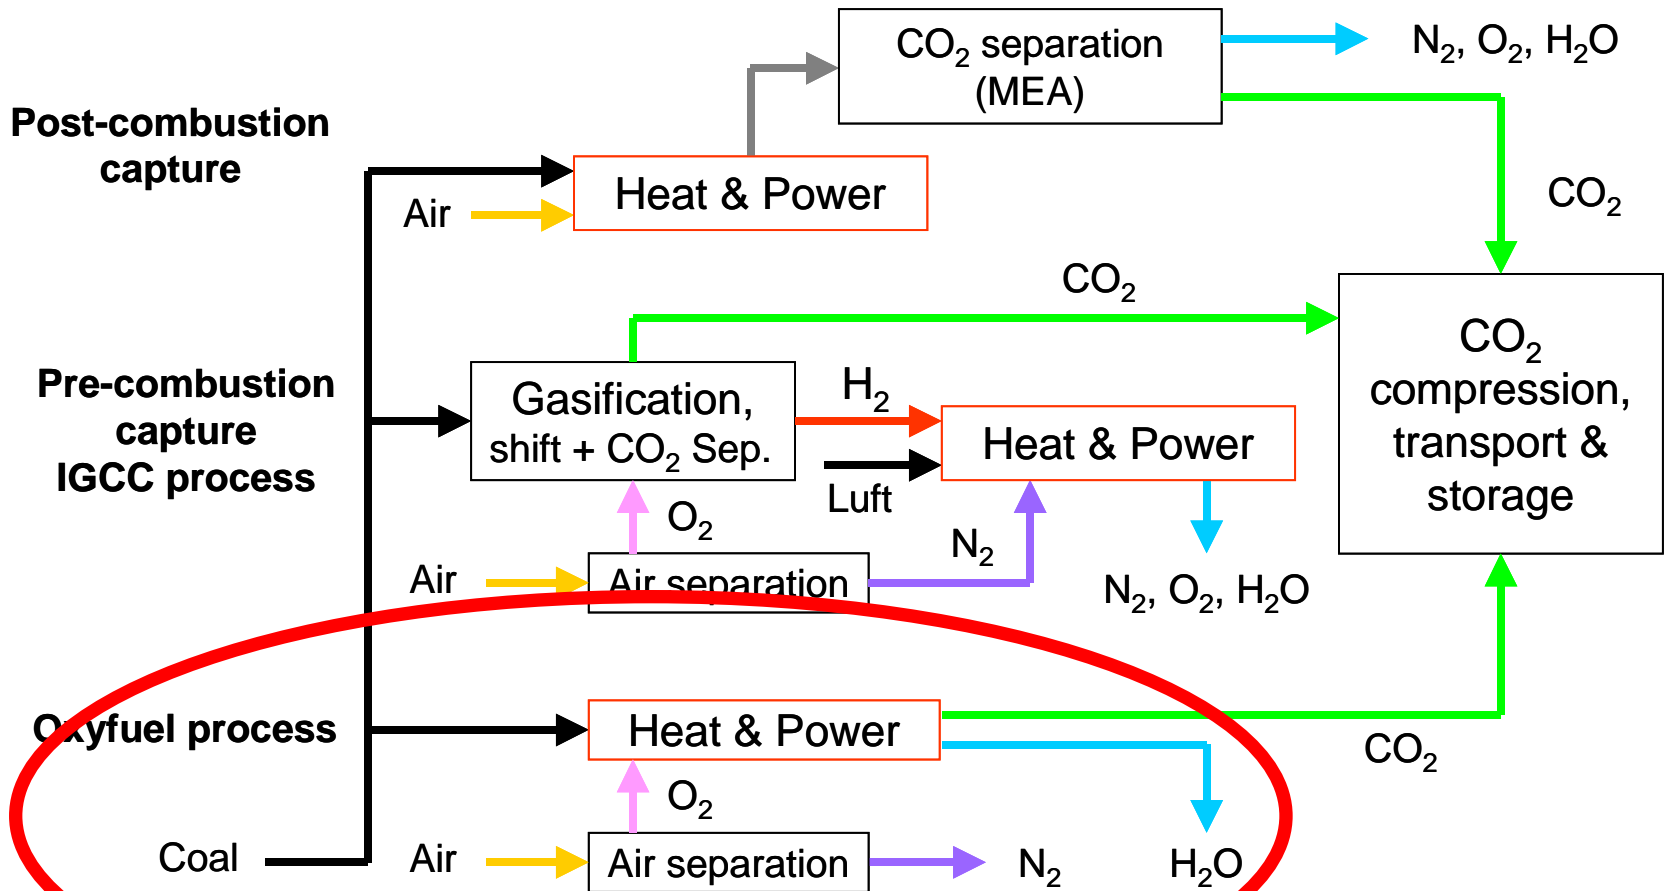 CO₂ separation
(MEA)
N₂, O₂, H₂O
Post-combustion
capture
Heat & Power
Air
CO₂
CO₂
CO₂
compression,
transport &
storage
Pre-combustion
capture
IGCC process
Gasification,
shift + CO₂ Sep.
H₂
Heat & Power
Luft
O₂
N₂
Air
Air separation
N₂, O₂, H₂O
Oxyfuel process
Heat & Power
CO₂
O₂
Coal
Air
Air separation
N₂
H₂O